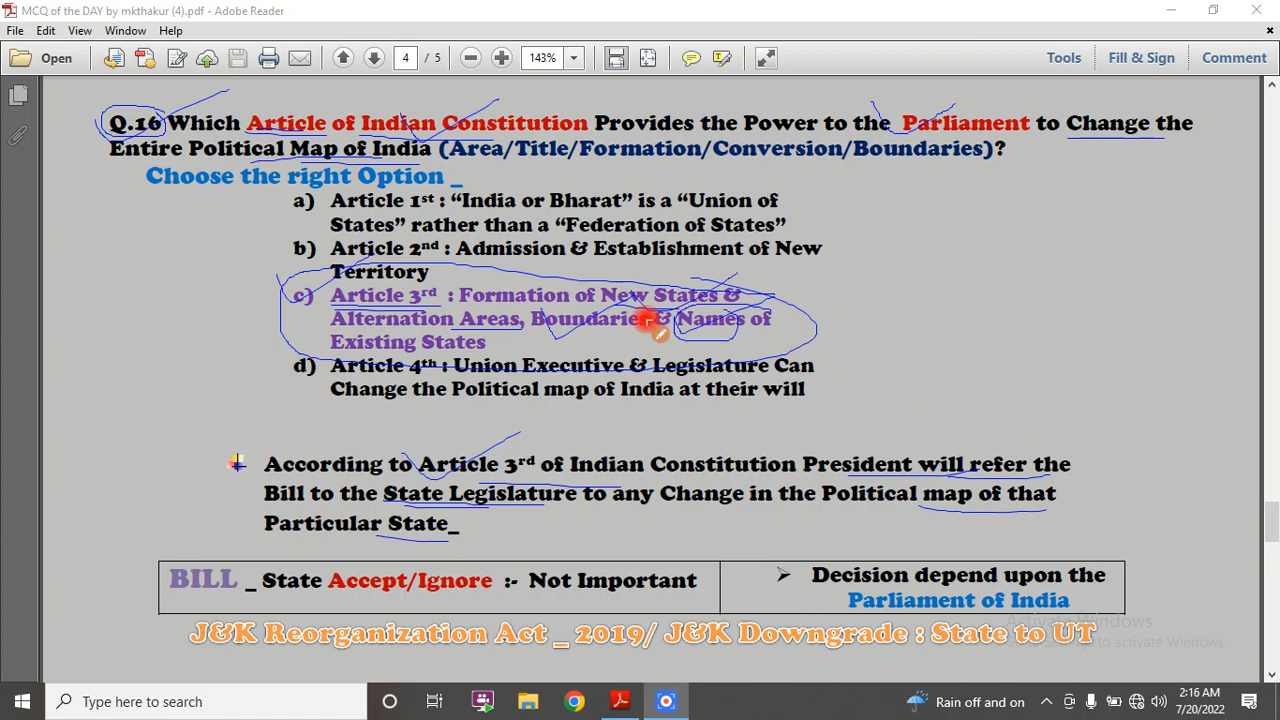 MCQ of the DAY by mkthakur (4).pdf - Adobe Reader
File Edit View Window Help
Open 4 / 5 143% Tools Fill & Sign Comment
Q.16 Which Article of Indian Constitution Provides the Power to the Parliament to Change the
Entire Political Map of India (Area/Title/Formation/Conversion/Boundaries)?
Choose the right Option _
a) Article 1st : “India or Bharat” is a “Union of
States” rather than a “Federation of States”
b) Article 2nd : Admission & Establishment of New
Territory
c) Article 3rd : Formation of New States &
Alternation Areas, Boundaries & Names of
Existing States
d) Article 4th : Union Executive & Legislature Can
Change the Political map of India at their will
According to Article 3rd of Indian Constitution President will refer the
Bill to the State Legislature to any Change in the Political map of that
Particular State_
BILL _ State Accept/Ignore :- Not Important
Decision depend upon the
Parliament of India
J&K Reorganization Act _ 2019/ J&K Downgrade : State to UT
Activate Windows
Go to Settings to activate Windows.
Type here to search
Rain off and on
2:16 AM
7/20/2022